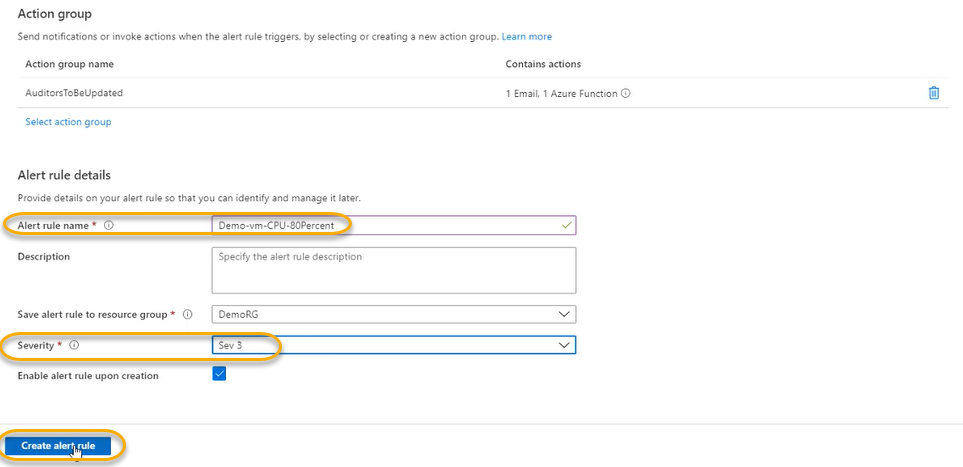 Action group
Send notifications or invoke actions when the alert rule triggers, by selecting or creating a new action group. Learn more
Action group name Contains actions
AuditorsToBeUpdated 1 Email, 1 Azure Function
Select action group
Alert rule details
Provide details on your alert rule so that you can identify and manage it later.
Alert rule name * Demo-vm-CPU-80Percent
Description Specify the alert rule description
Save alert rule to resource group * DemoRG
Severity * Sev 3
Enable alert rule upon creation
Create alert rule